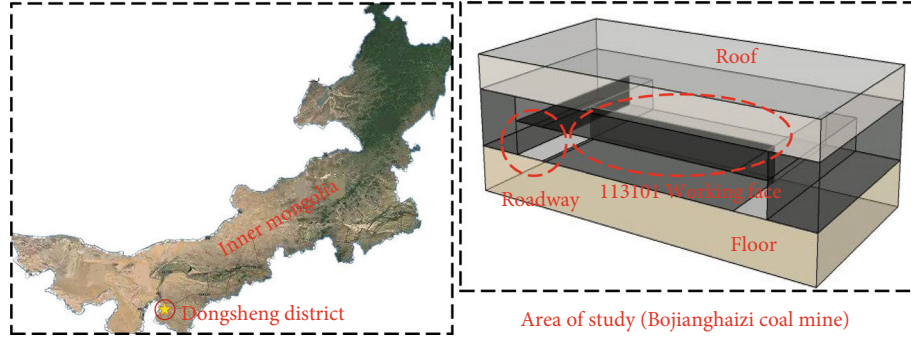 Inner mongolia
Dongsheng district
Roof
Roadway
113101 Working face
Floor
Area of study (Bojianghaizi coal mine)